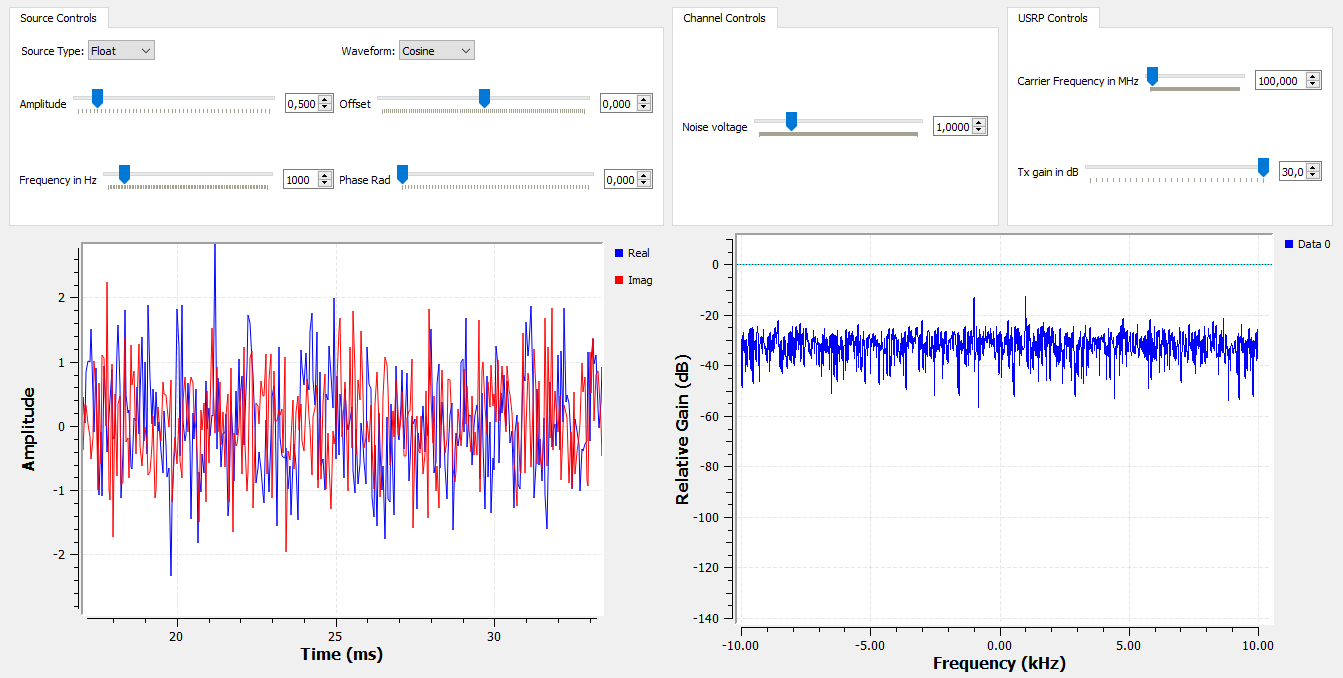 Source Controls
Source Type: Float
Waveform: Cosine
Amplitude
0,500
Offset
0,000
Frequency in Hz
1000
Phase Rad
0,000
Channel Controls
Noise voltage
1,0000
USRP Controls
Carrier Frequency in MHz
100,000
Tx gain in dB
30,0
Amplitude
2
1
0
-1
-2
20
25
30
Time (ms)
Real
Imag
Relative Gain (dB)
0
-20
-40
-60
-80
-100
-120
-140
-10.00
-5.00
0.00
5.00
10.00
Frequency (kHz)
Data 0